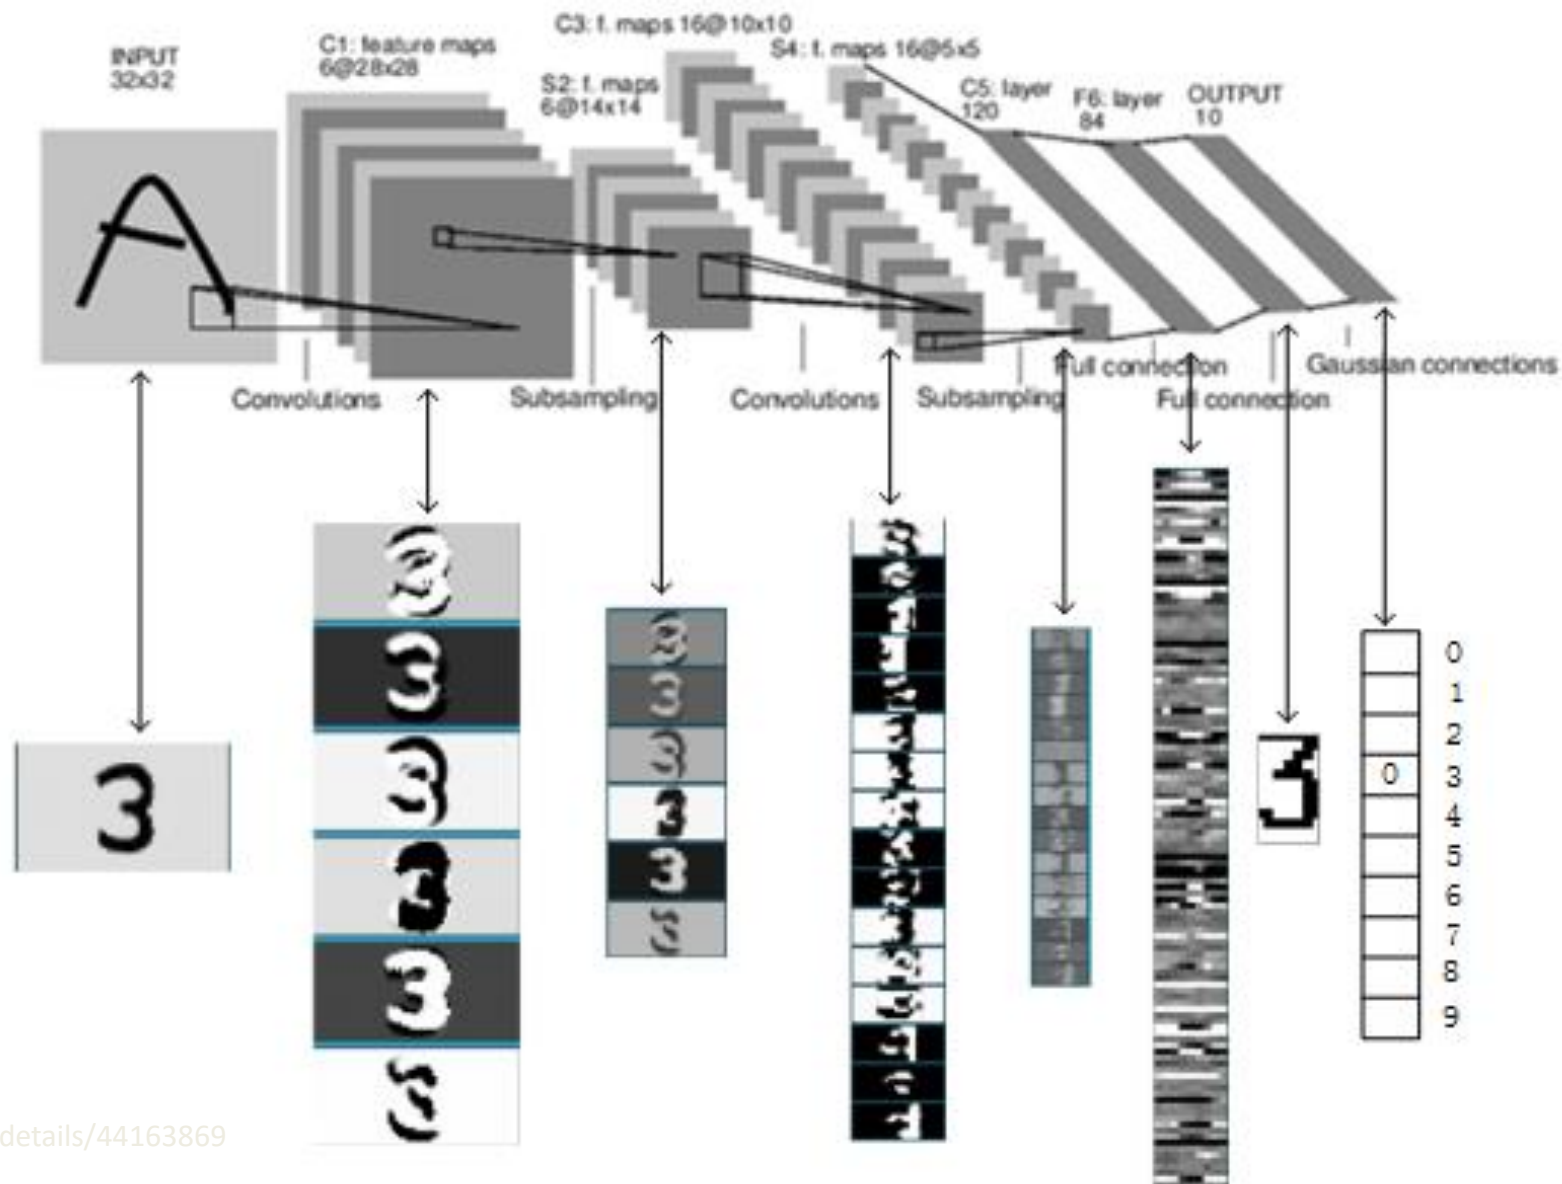 INPUT
32x32
C1: feature maps
6@28x28
S2: f. maps
6@14x14
C3: f. maps 16@10x10
S4: f. maps 16@5x5
C5: layer
120
F6: layer
84
OUTPUT
10
Convolutions
Subsampling
Convolutions
Subsampling
Full connection
Full connection
Gaussian connections
A
3
0
0
1
2
3
4
5
6
7
8
9
details/44163869